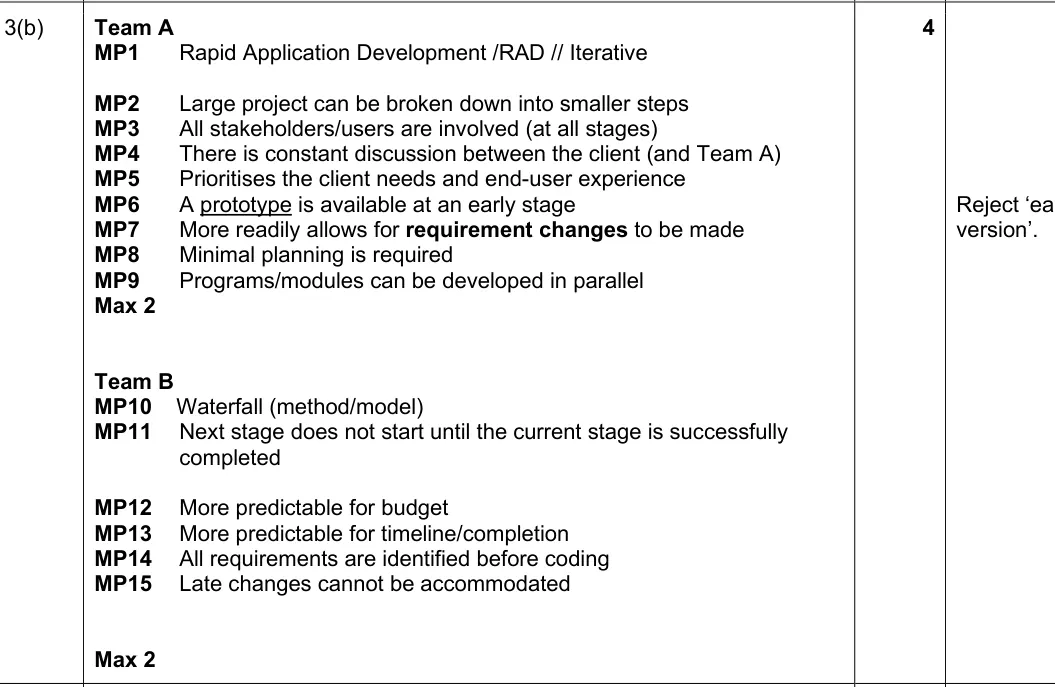 3(b)
Team A
4
MP1 Rapid Application Development /RAD // Iterative
MP2 Large project can be broken down into smaller steps
MP3 All stakeholders/users are involved (at all stages)
MP4 There is constant discussion between the client (and Team A)
MP5 Prioritises the client needs and end-user experience
MP6 A prototype is available at an early stage
Reject ‘ea
MP7 More readily allows for requirement changes to be made
version’.
MP8 Minimal planning is required
MP9 Programs/modules can be developed in parallel
Max 2
Team B
MP10 Waterfall (method/model)
MP11 Next stage does not start until the current stage is successfully
completed
MP12 More predictable for budget
MP13 More predictable for timeline/completion
MP14 All requirements are identified before coding
MP15 Late changes cannot be accommodated
Max 2